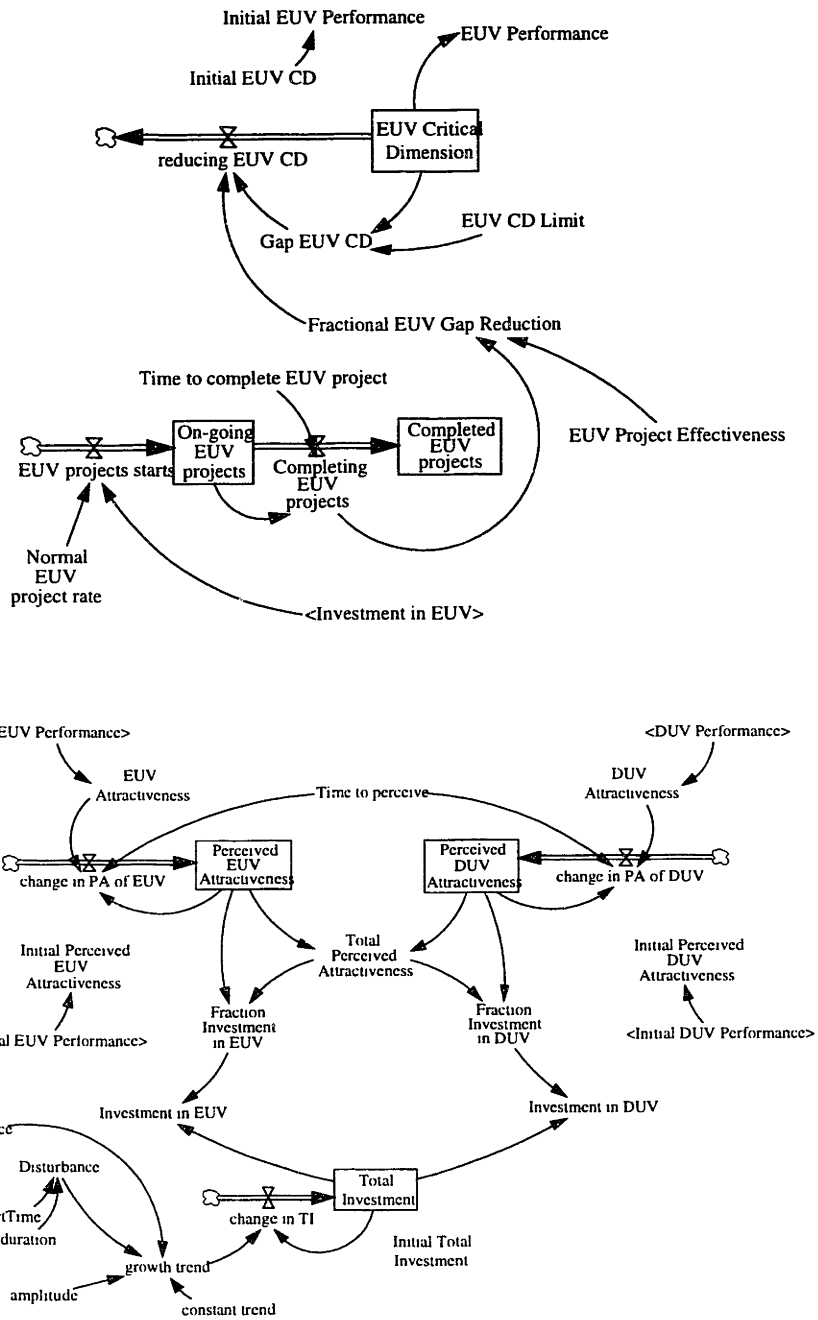 Initial EUV Performance
EUV Performance
Initial EUV CD
EUV Critical
Dimension
reducing EUV CD
EUV CD Limit
Gap EUV CD
Fractional EUV Gap Reduction
Time to complete EUV project
EUV Project Effectiveness
On-going
EUV
projects
Completed
EUV
projects
EUV projects starts
Completing
EUV
projects
Normal
EUV
project rate
<Investment in EUV>
EUV Performance>
<DUV Performance>
EUV
Attractiveness
Time to perceive
DUV
Attractiveness
Perceived
EUV
Attractiveness
Perceived
DUV
Attractiveness
change in PA of EUV
change in PA of DUV
Total
Perceived
Attractiveness
Initial Perceived
EUV
Attractiveness
Initial Perceived
DUV
Attractiveness
Fraction
Investment
in EUV
Fraction
Investment
in DUV
al EUV Performance>
<Initial DUV Performance>
Investment in EUV
Investment in DUV
ce
Disturbance
Total
Investment
tTime
duration
change in TI
Initial Total
Investment
growth trend
amplitude
constant trend